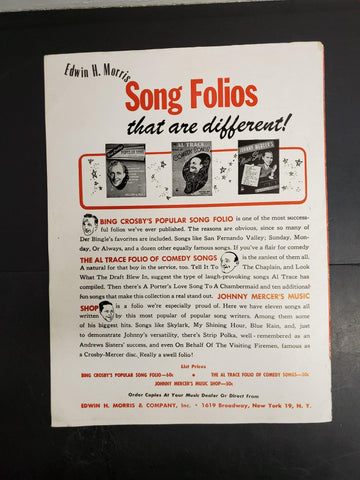 Edwin H. Morris
Song Folios
that are different!
AL TRACE
COMEDY SONGS
JOHNNY MERCER'S
BING CROSBY'S POPULAR SONG FOLIO is one of the most success-
ful folios we've ever published. The reasons are obvious, since so many of
Der Bingle's favorites are included. Songs like San Fernando Valley; Sunday, Mon-
day, Or Always, and a dozen other equally famous songs. If you've a flair for comedy
THE AL TRACE FOLIO OF COMEDY SONGS is the zaniest of them all.
A natural for that boy in the service, too. Tell It To The Chaplain, and Look
What The Draft Blew In, suggest the type of laugh-provoking songs Al Trace has
compiled. Then there's A Porter's Love Song To A Chambermaid and ten additional
fun songs that make this collection a real stand out. JOHNNY MERCER'S MUSIC
SHOP is a folio we're especially proud of. Here we have eleven songs all
written by this most popular of popular song writers. Among them some
of his biggest hits. Songs like Skylark, My Shining Hour, Blue Rain, and, just
to demonstrate Johnny's versatility, there's Strip Polka, well-remembered as an
Andrews Sisters' success, and even On Behalf Of The Visiting Firemen, famous as
a Crosby-Mercer disc. Really a swell folio!
List Prices
BING CROSBY'S POPULAR SONG FOLIO—60c • THE AL TRACE FOLIO OF COMEDY SONGS—50c
JOHNNY MERCER'S MUSIC SHOP—50c
Order Copies At Your Music Dealer Or Direct from
EDWIN H. MORRIS & COMPANY, Inc. • 1619 Broadway, New York 19, N. Y.